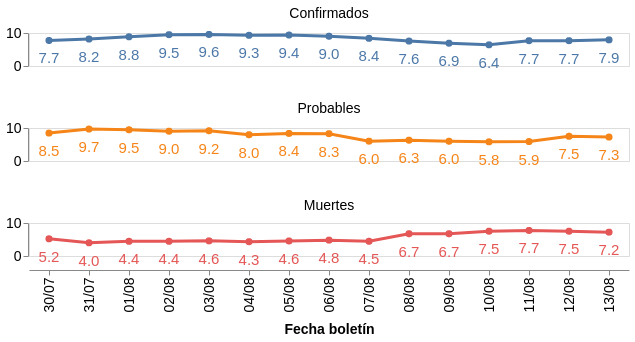 Confirmados
10
0
7.7 8.2 8.8 9.5 9.6 9.3 9.4 9.0 8.4 7.6 6.9 6.4 7.7 7.7 7.9
Probables
10
0
8.5 9.7 9.5 9.0 9.2 8.0 8.4 8.3 6.0 6.3 6.0 5.8 5.9 7.5 7.3
Muertes
10
0
5.2 4.0 4.4 4.4 4.6 4.3 4.6 4.8 4.5 6.7 6.7 7.5 7.7 7.5 7.2
30/07 31/07 01/08 02/08 03/08 04/08 05/08 06/08 07/08 08/08 09/08 10/08 11/08 12/08 13/08
Fecha boletín